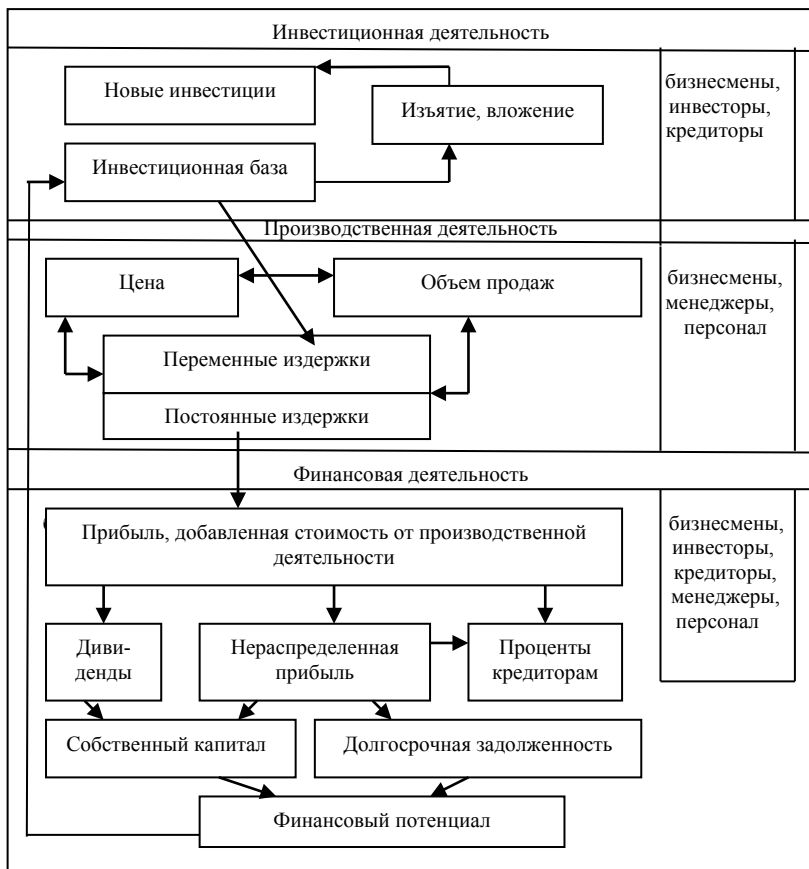 Инвестиционная деятельность
Новые инвестиции
Изъятие, вложение
Инвестиционная база
бизнесмены,
инвесторы,
кредиторы
Производственная деятельность
Цена
Объем продаж
Переменные издержки
Постоянные издержки
бизнесмены,
менеджеры,
персонал
Финансовая деятельность
Прибыль, добавленная стоимость от производственной
деятельности
бизнесмены,
инвесторы,
кредиторы,
менеджеры,
персонал
Диви-
денды
Нераспределенная
прибыль
Проценты
кредиторам
Собственный капитал
Долгосрочная задолженность
Финансовый потенциал